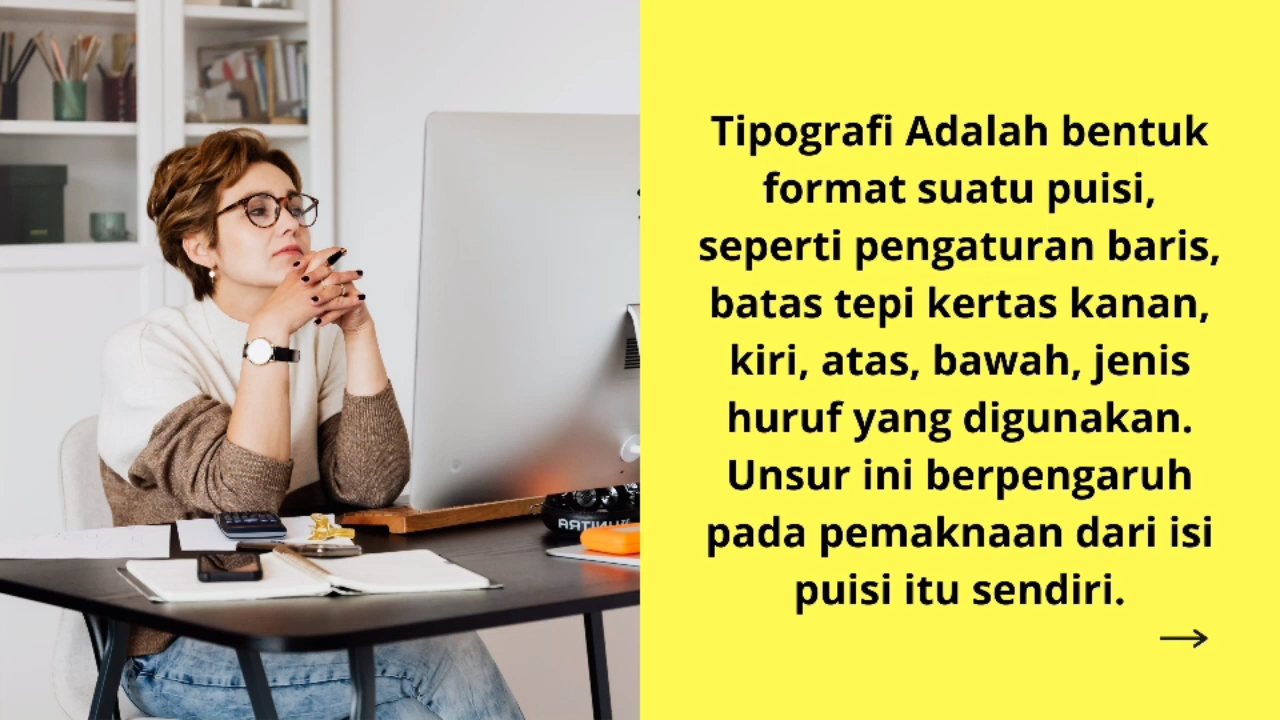 Tipografi Adalah bentuk
format suatu puisi,
seperti pengaturan baris,
batas tepi kertas kanan,
kiri, atas, bawah, jenis
huruf yang digunakan.
Unsur ini berpengaruh
pada pemaknaan dari isi
puisi itu sendiri.